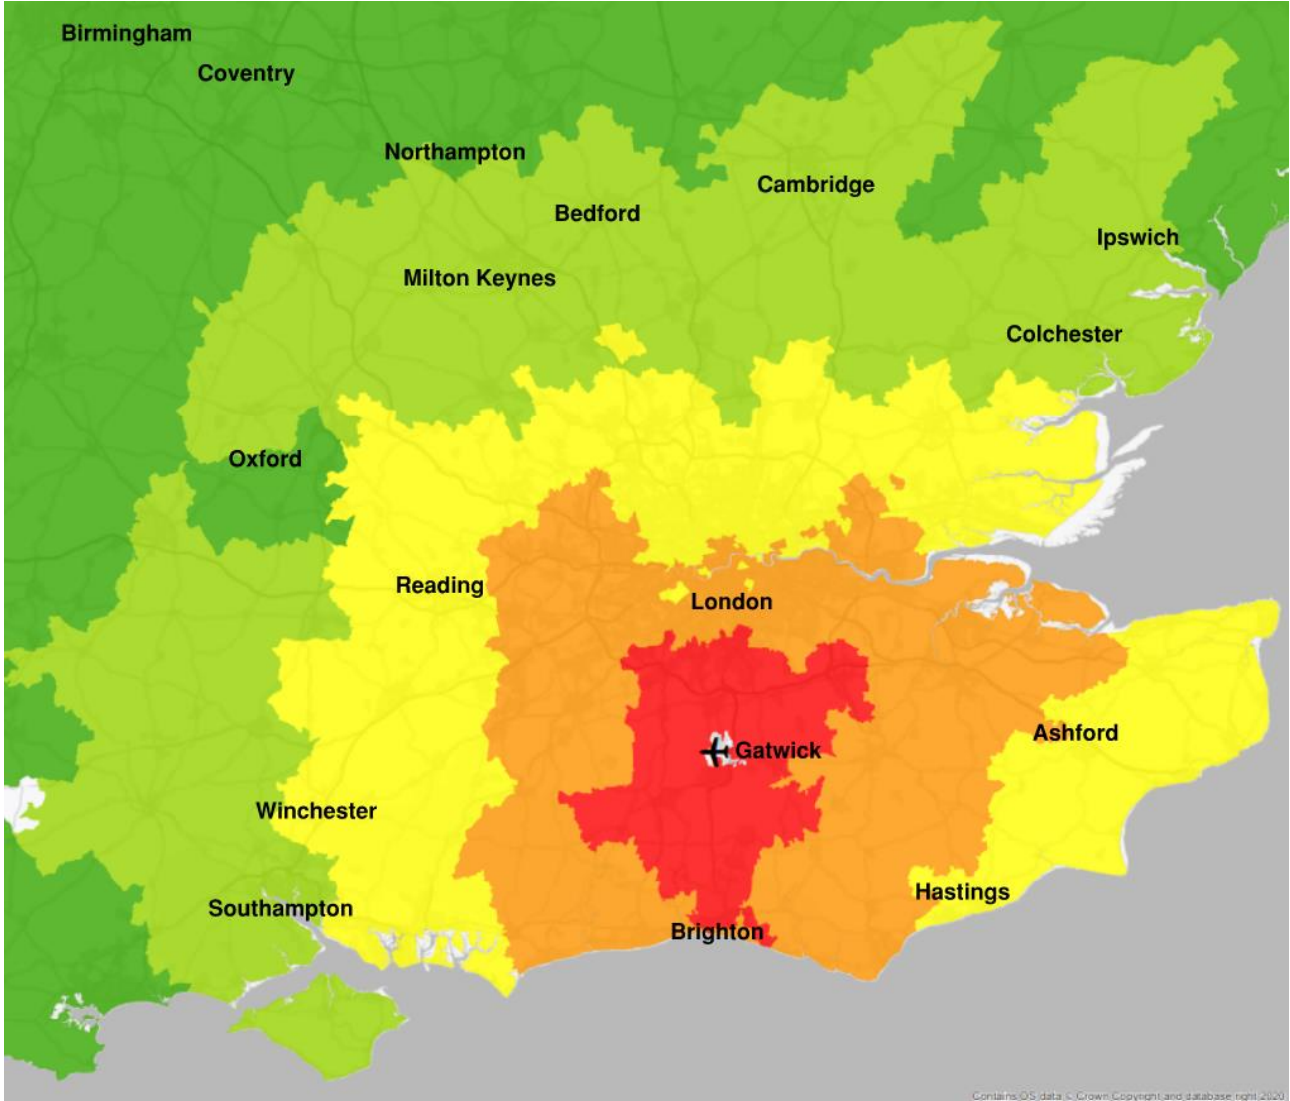 Birmingham
Coventry
Northampton
Cambridge
Bedford
Ipswich
Milton Keynes
Colchester
Oxford
Reading
London
Ashford
Gatwick
Winchester
Hastings
Southampton
Brighton
Contains OS data © Crown Copyright and database right 2020